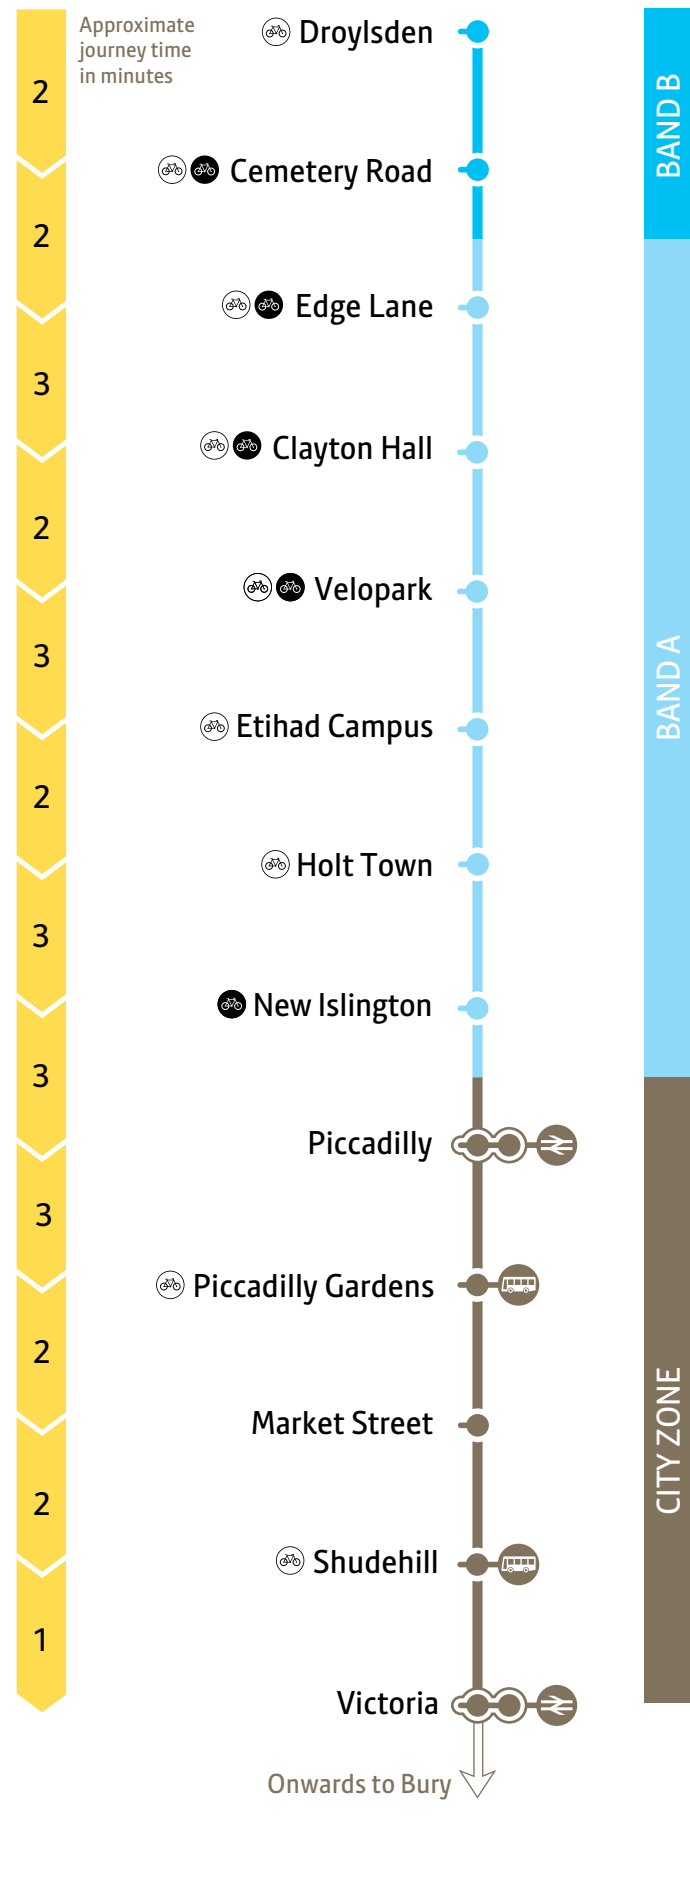 Approximate
journey time
in minutes
Droylsden
2
BAND B
Cemetery Road
2
Edge Lane
3
Clayton Hall
2
Velopark
3
BAND A
Etihad Campus
2
Holt Town
3
New Islington
3
Piccadilly
3
Piccadilly Gardens
2
Market Street
CITY ZONE
2
Shudehill
1
Victoria
Onwards to Bury